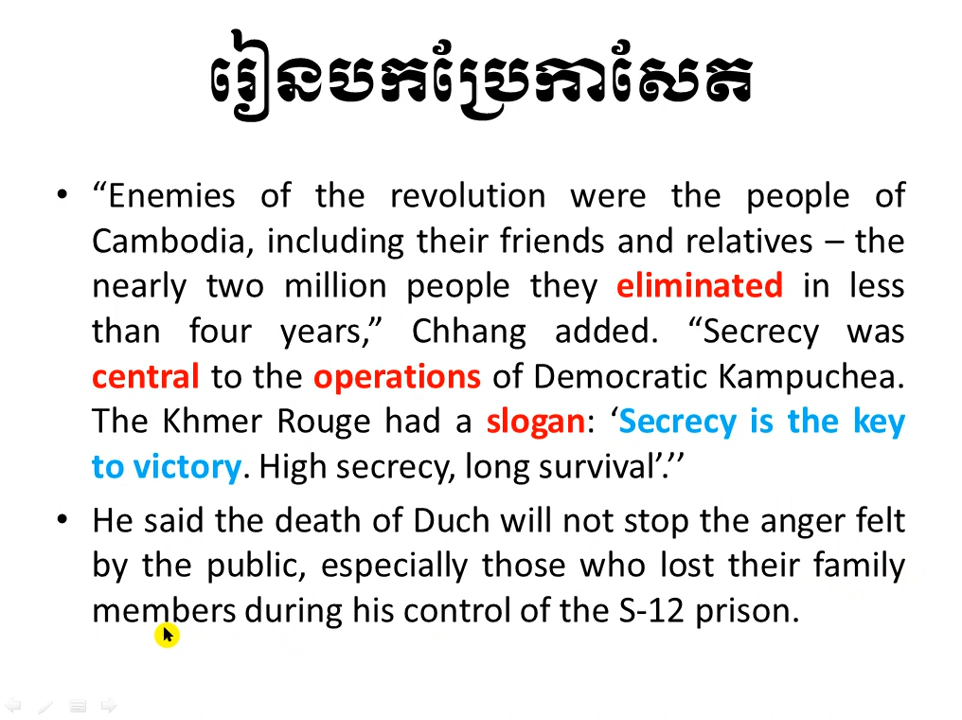 រៀនបកប្រែកាសែត
• “Enemies of the revolution were the people of
Cambodia, including their friends and relatives – the
nearly two million people they eliminated in less
than four years,” Chhang added. “Secrecy was
central to the operations of Democratic Kampuchea.
The Khmer Rouge had a slogan: ‘Secrecy is the key
to victory. High secrecy, long survival’.’’
• He said the death of Duch will not stop the anger felt
by the public, especially those who lost their family
members during his control of the S-12 prison.